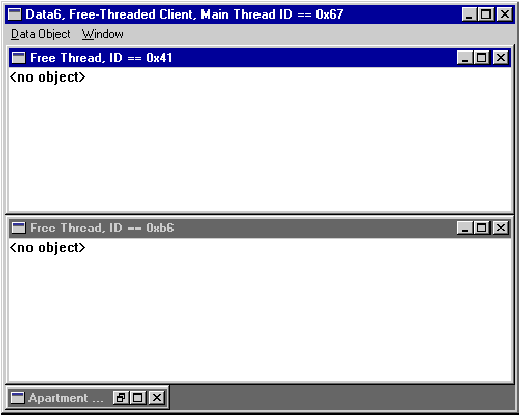 Data6, Free-Threaded Client, Main Thread ID == 0x67
Data Object Window
Free Thread, ID == 0x41
<no object>
Free Thread, ID == 0xb6
<no object>
Apartment ...